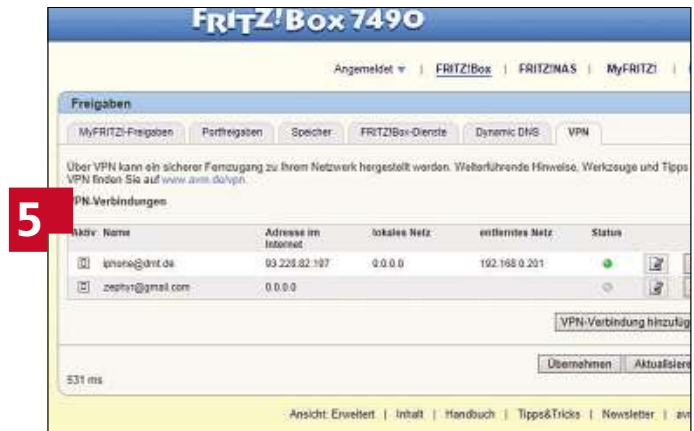 FRITZ!Box 7490
Angemeldet | FRITZ!Box | FRITZ!NAS | MyFRITZ! |
Freigaben
MyFRITZ!-Freigaben Portfreigaben Speicher FRITZ!Box-Dienste Dynamic DNS VPN
Über VPN kann ein sicherer Fernzugang zu Ihrem Netzwerk hergestellt werden. Weiterführende Hinweise, Werkzeuge und Tipps
VPN finden Sie auf www.avm.de/vpn.
5
VPN-Verbindungen
Aktiv Name Adresse im Internet lokales Netz entferntes Netz Status
iphone@dmt.de 93.228.82.197 0.0.0.0 192.168.0.201
zephyr@gmail.com 0.0.0.0
VPN-Verbindung hinzufüg
Übernehmen Aktualisiere
531 ms
Ansicht: Erweitert | Inhalt | Handbuch | Tipps&Tricks | Newsletter | avm